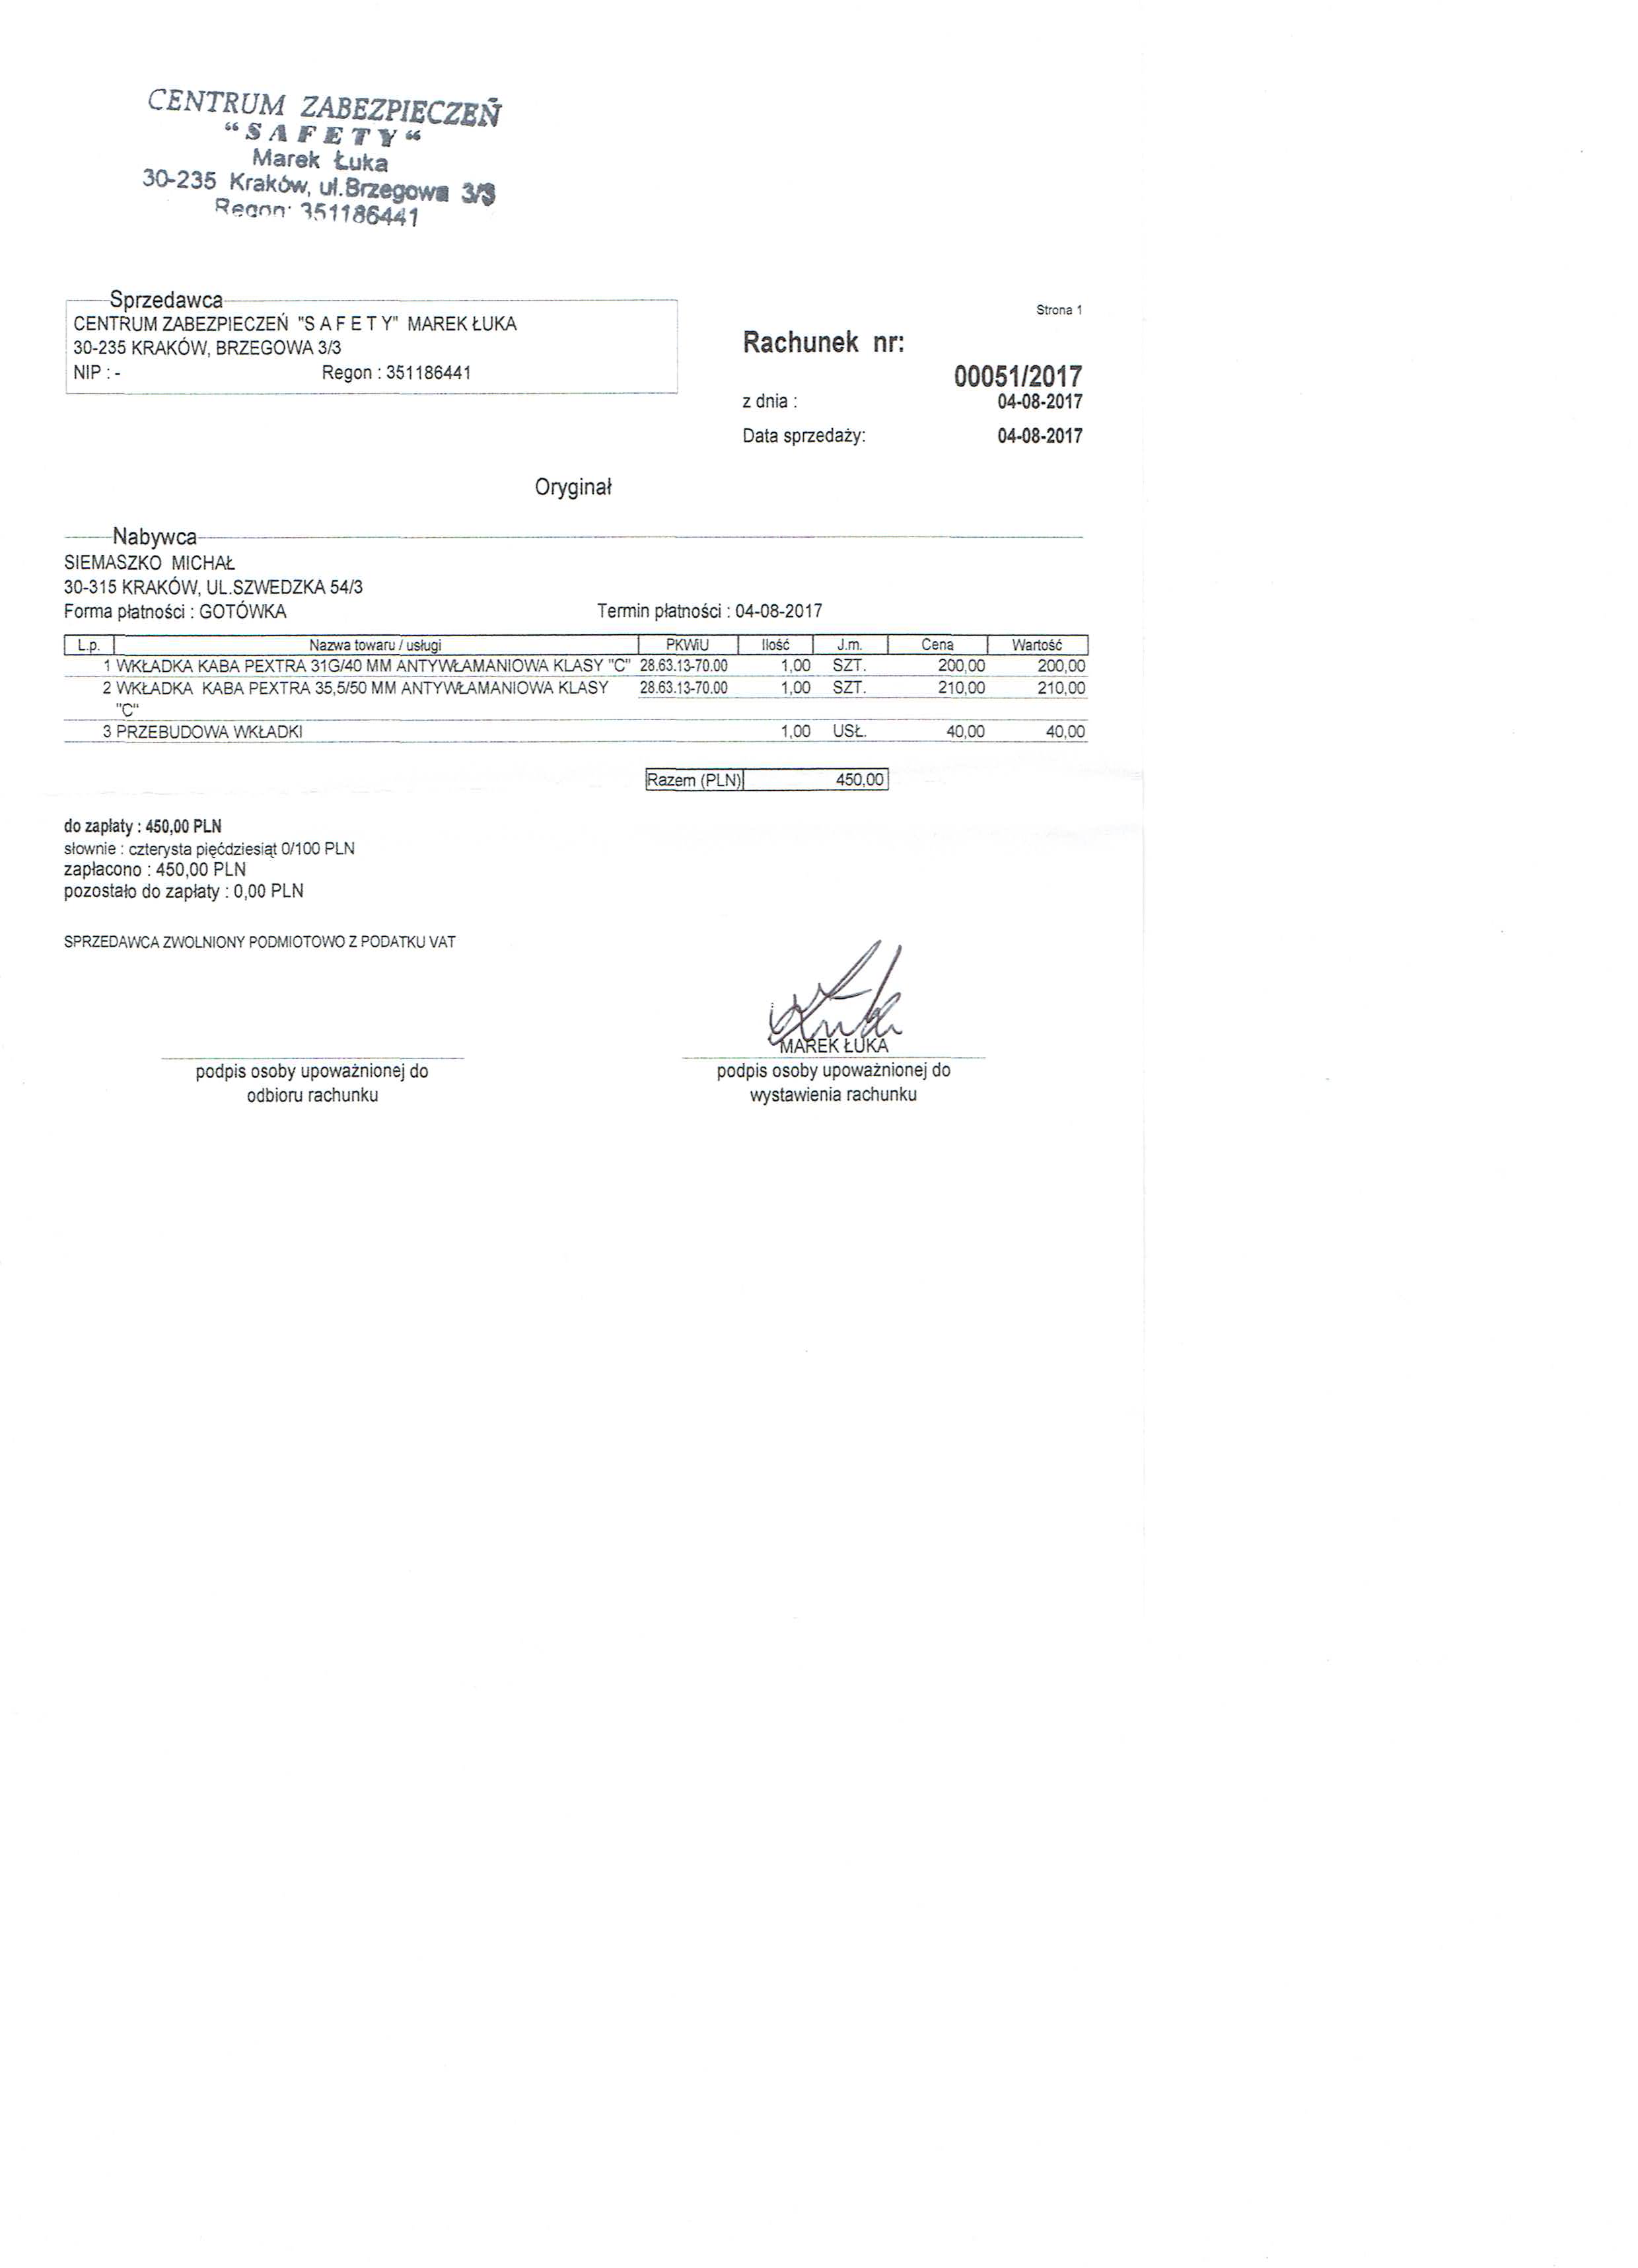 CENTRUM ZABEZPIECZEŃ
"SAFETY"
Marek Łuka
30-235 Kraków, ul.Brzegowa 3/3
Regon: 351186441
Sprzedawca
CENTRUM ZABEZPIECZEŃ "S A F E T Y" MAREK ŁUKA
30-235 KRAKÓW, BRZEGOWA 3/3
NIP : - Regon : 351186441
Strona 1
Rachunek nr:
00051/2017
z dnia : 04-08-2017
Data sprzedaży: 04-08-2017
Oryginał
Nabywca
SIEMASZKO MICHAŁ
30-315 KRAKÓW, UL.SZWEDZKA 54/3
Forma płatności : GOTÓWKA Termin płatności : 04-08-2017
L.p. Nazwa towaru / usługi PKWiU Ilość J.m. Cena Wartość
1 WKŁADKA KABA PEXTRA 31G/40 MM ANTYWŁAMANIOWA KLASY "C" 28.63.13-70.00 1,00 SZT. 200,00 200,00
2 WKŁADKA KABA PEXTRA 35,5/50 MM ANTYWŁAMANIOWA KLASY 28.63.13-70.00 1,00 SZT. 210,00 210,00
"C"
3 PRZEBUDOWA WKŁADKI 1,00 USŁ. 40,00 40,00
Razem (PLN) 450,00
do zapłaty : 450,00 PLN
słownie : czterysta pięćdziesiąt 0/100 PLN
zapłacono : 450,00 PLN
pozostało do zapłaty : 0,00 PLN
SPRZEDAWCA ZWOLNIONY PODMIOTOWO Z PODATKU VAT
MAREK ŁUKA
podpis osoby upoważnionej do
odbioru rachunku
podpis osoby upoważnionej do
wystawienia rachunku